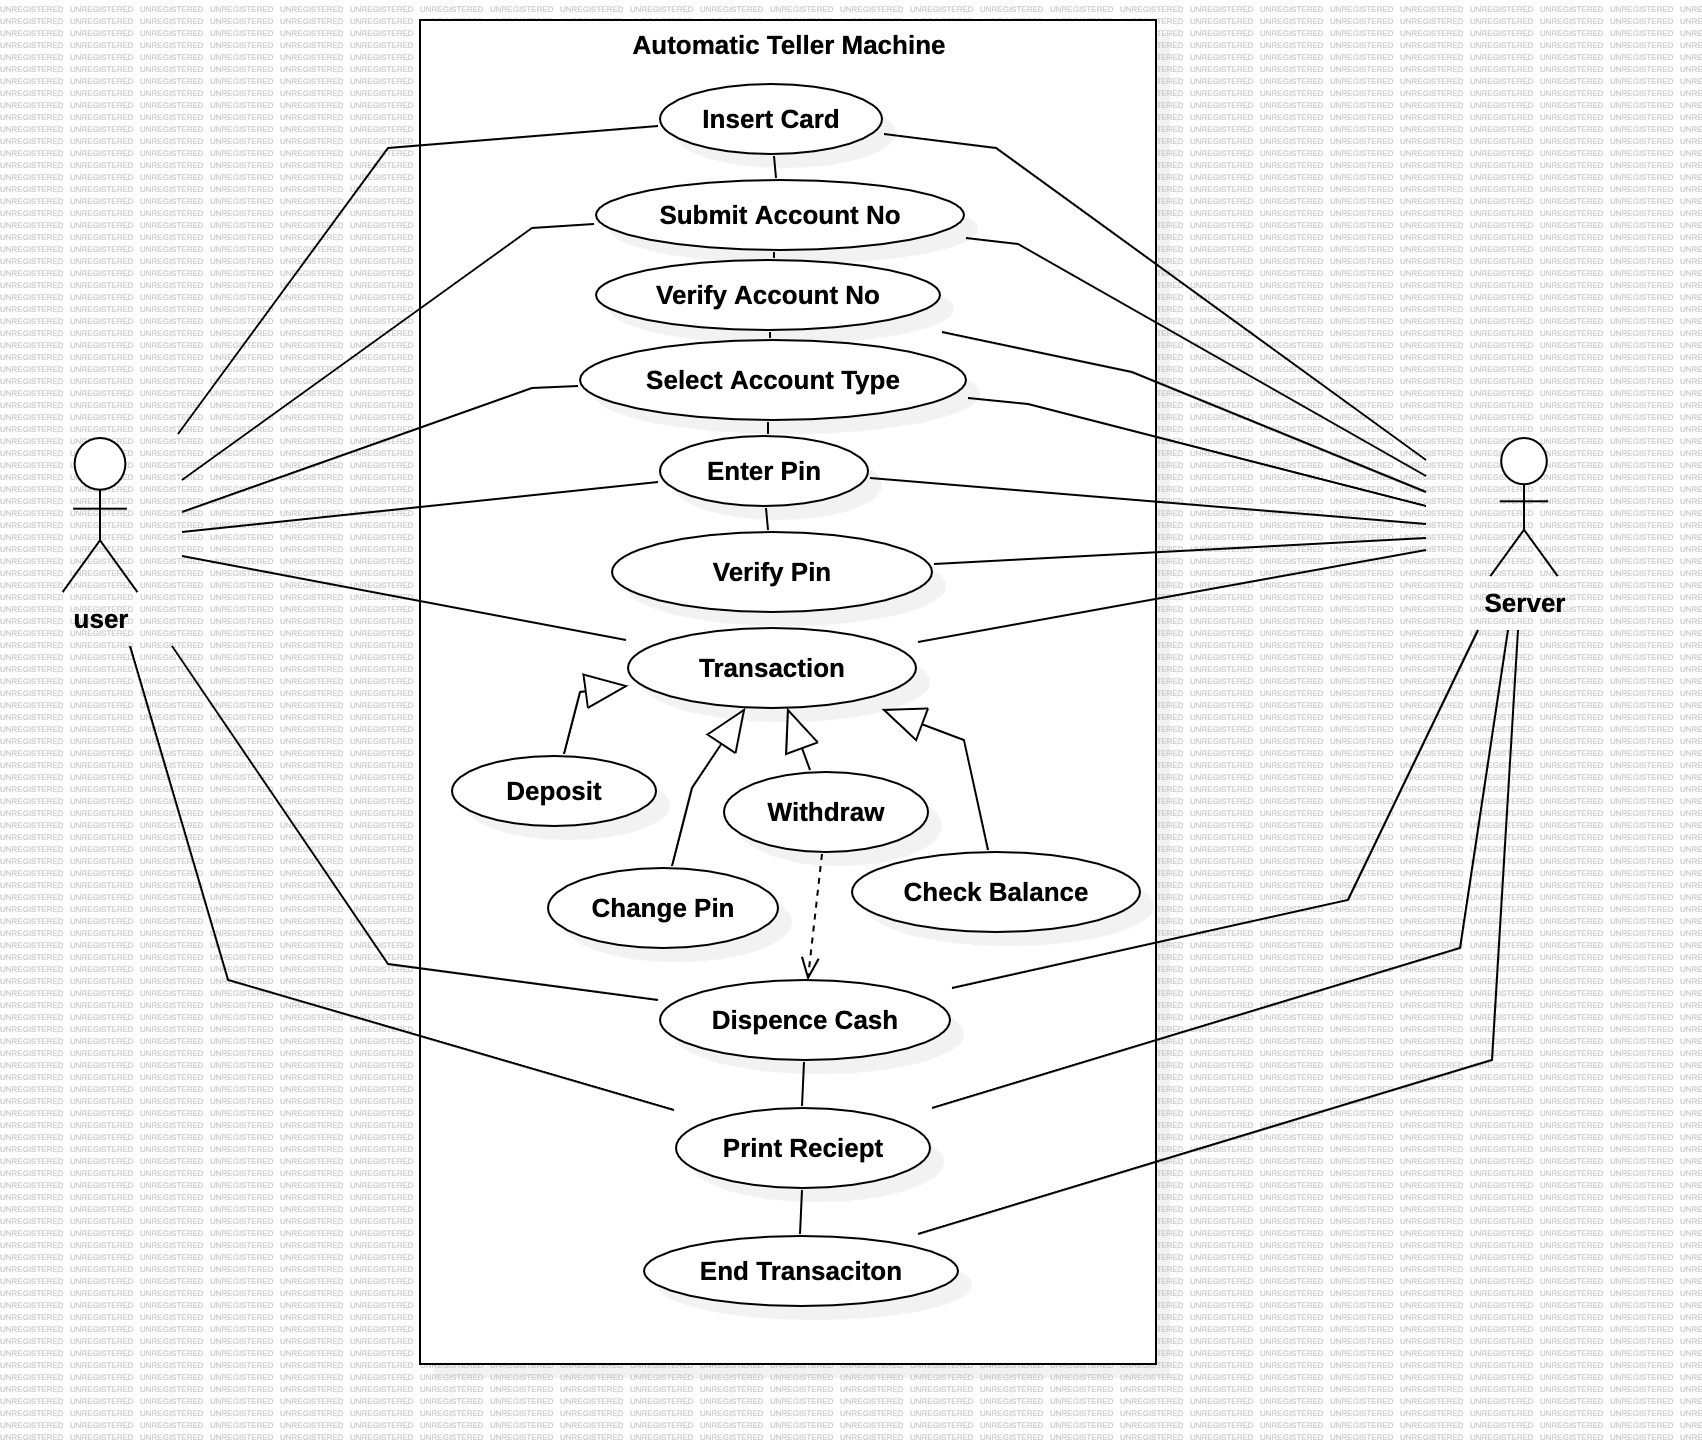 Automatic Teller Machine
Insert Card
Submit Account No
Verify Account No
Select Account Type
Enter Pin
Verify Pin
user
Server
Transaction
Deposit
Withdraw
Change Pin
Check Balance
Dispence Cash
Print Reciept
End Transaciton
UNREGISTERED